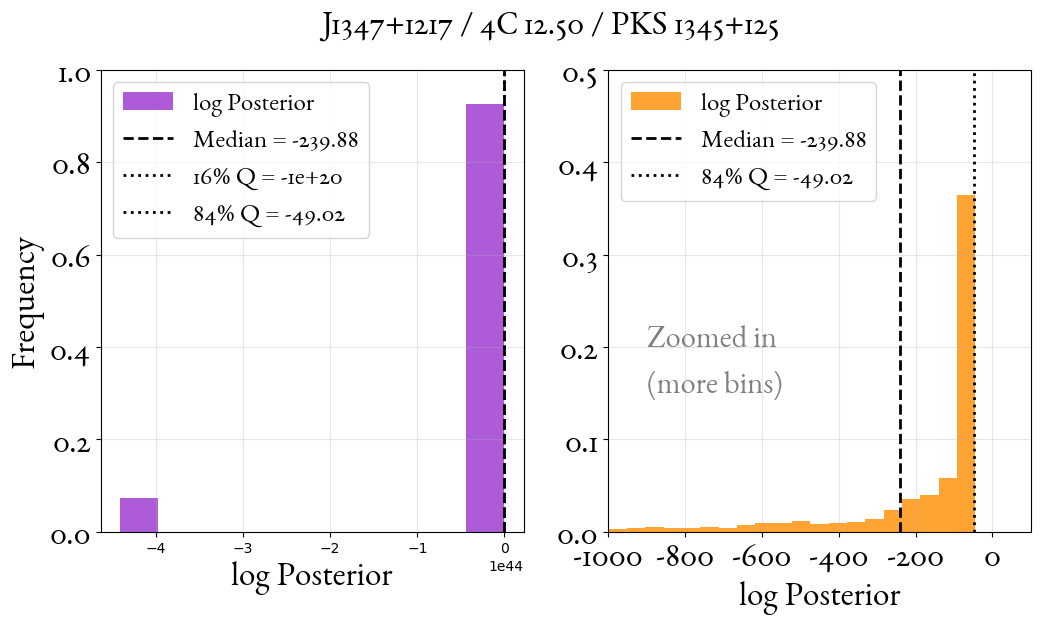 J1347+1217 / 4C 12.50 / PKS 1345+125
Frequency
1.0
0.8
0.6
0.4
0.2
0.0
log Posterior
Median = -239.88
16% Q = -1e+20
84% Q = -49.02
−4
−3
−2
−1
0
1e44
log Posterior
0.5
0.4
0.3
0.2
0.1
0.0
log Posterior
Median = -239.88
84% Q = -49.02
Zoomed in
(more bins)
-1000
-800
-600
-400
-200
0
log Posterior